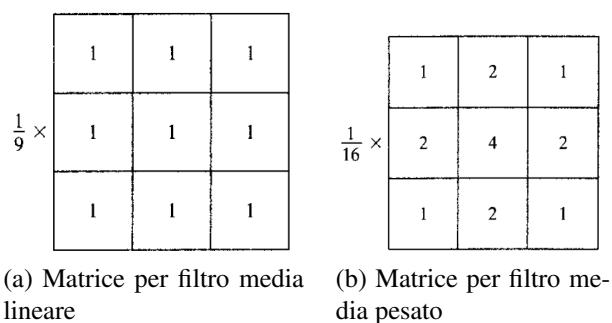 1 1 1
1/9 × 1 1 1
1 1 1
(a) Matrice per filtro media
lineare
1 2 1
1/16 × 2 4 2
1 2 1
(b) Matrice per filtro me-
dia pesato